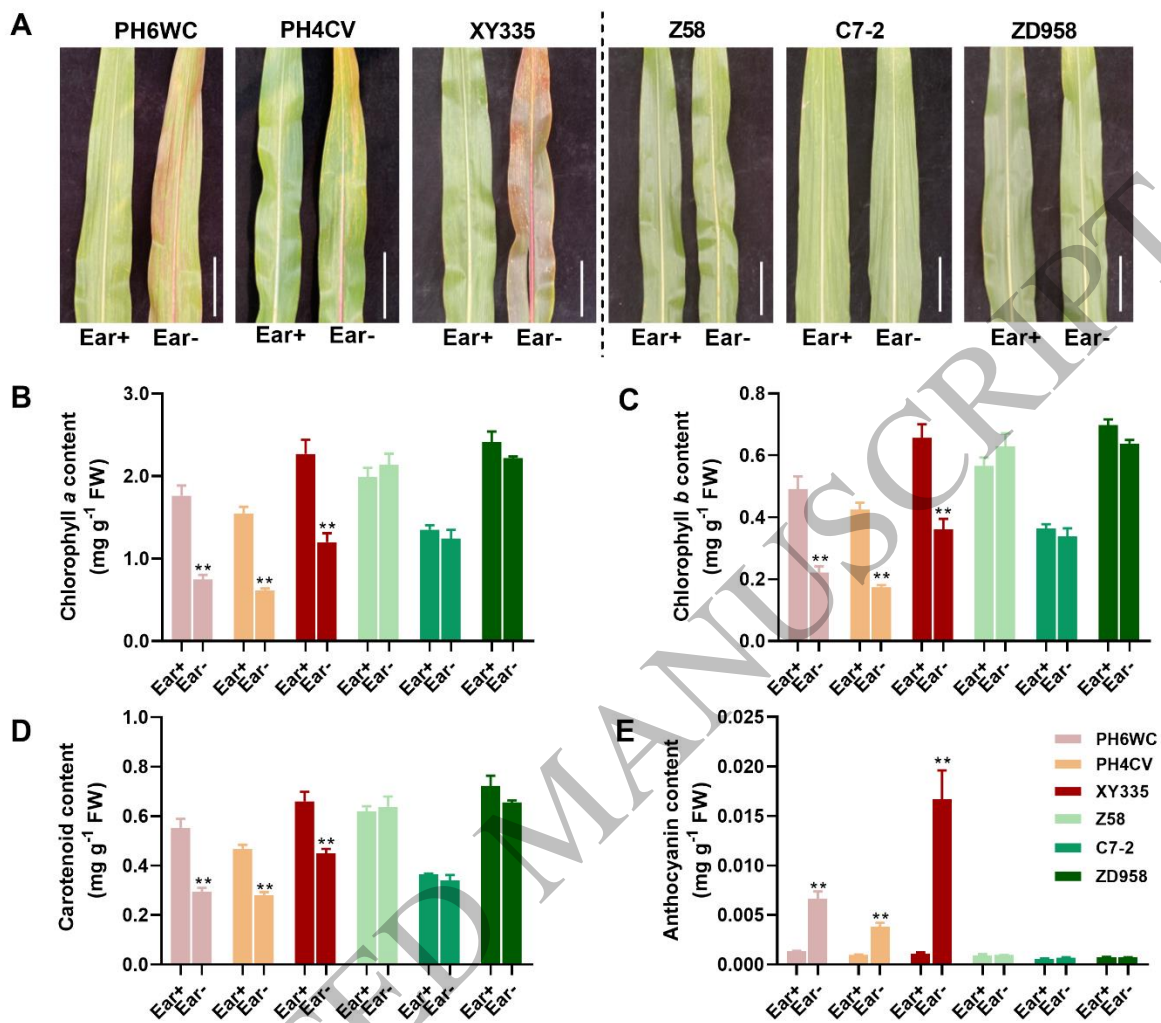 A
PH6WC PH4CV XY335 Z58 C7-2 ZD958
Ear+ Ear- Ear+ Ear- Ear+ Ear- Ear+ Ear- Ear+ Ear- Ear+ Ear-
B
Chlorophyll a content
(mg g-1 FW)
3.0
2.0
1.0
0.0
**
**
**
Ear+ Ear- Ear+ Ear- Ear+ Ear- Ear+ Ear- Ear+ Ear- Ear+ Ear-
C
Chlorophyll b content
(mg g-1 FW)
0.8
0.6
0.4
0.2
0.0
**
**
**
Ear+ Ear- Ear+ Ear- Ear+ Ear- Ear+ Ear- Ear+ Ear- Ear+ Ear-
D
Carotenoid content
(mg g-1 FW)
1.0
0.8
0.6
0.4
0.2
0.0
**
**
**
Ear+ Ear- Ear+ Ear- Ear+ Ear- Ear+ Ear- Ear+ Ear- Ear+ Ear-
E
Anthocyanin content
(mg g-1 FW)
0.025
0.020
0.015
0.010
0.005
0.000
**
**
**
Ear+ Ear- Ear+ Ear- Ear+ Ear- Ear+ Ear- Ear+ Ear- Ear+ Ear-
PH6WC
PH4CV
XY335
Z58
C7-2
ZD958
TED MANUSCRIPT